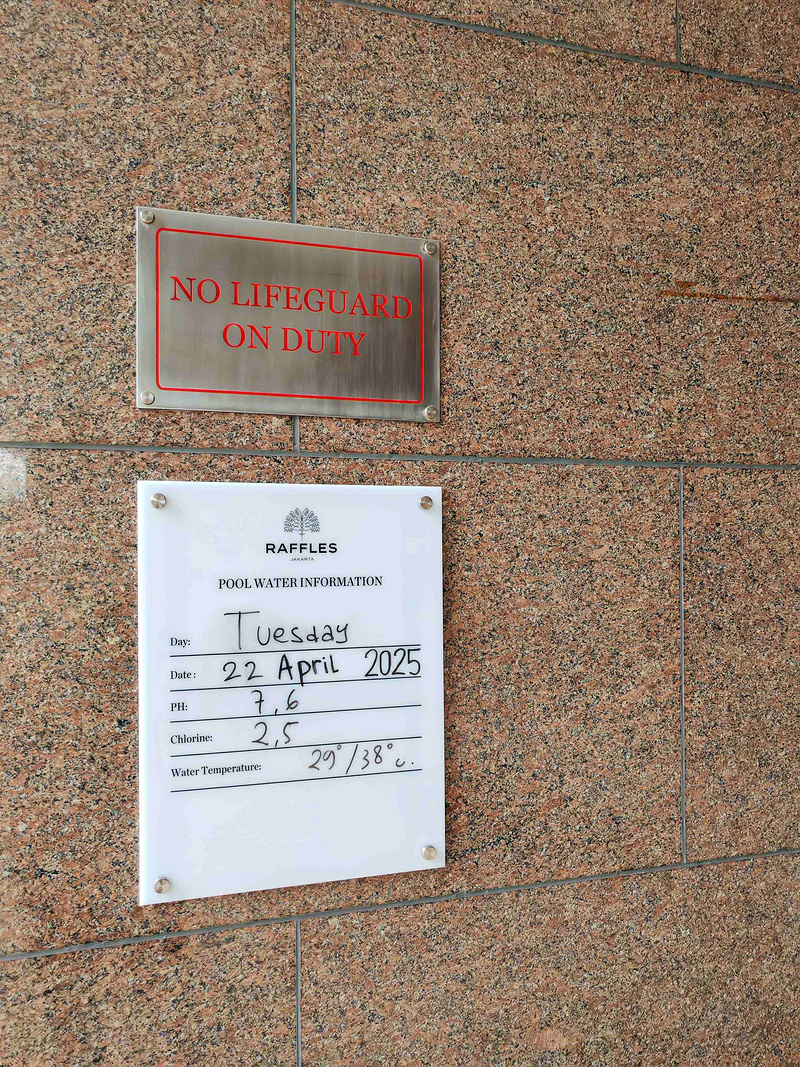 NO LIFEGUARD
ON DUTY
RAFFLES
JAKARTA
POOL WATER INFORMATION
Day: Tuesday
Date: 22 April 2025
PH: 7,6
Chlorine: 2,5
Water Temperature: 29°/38°c.